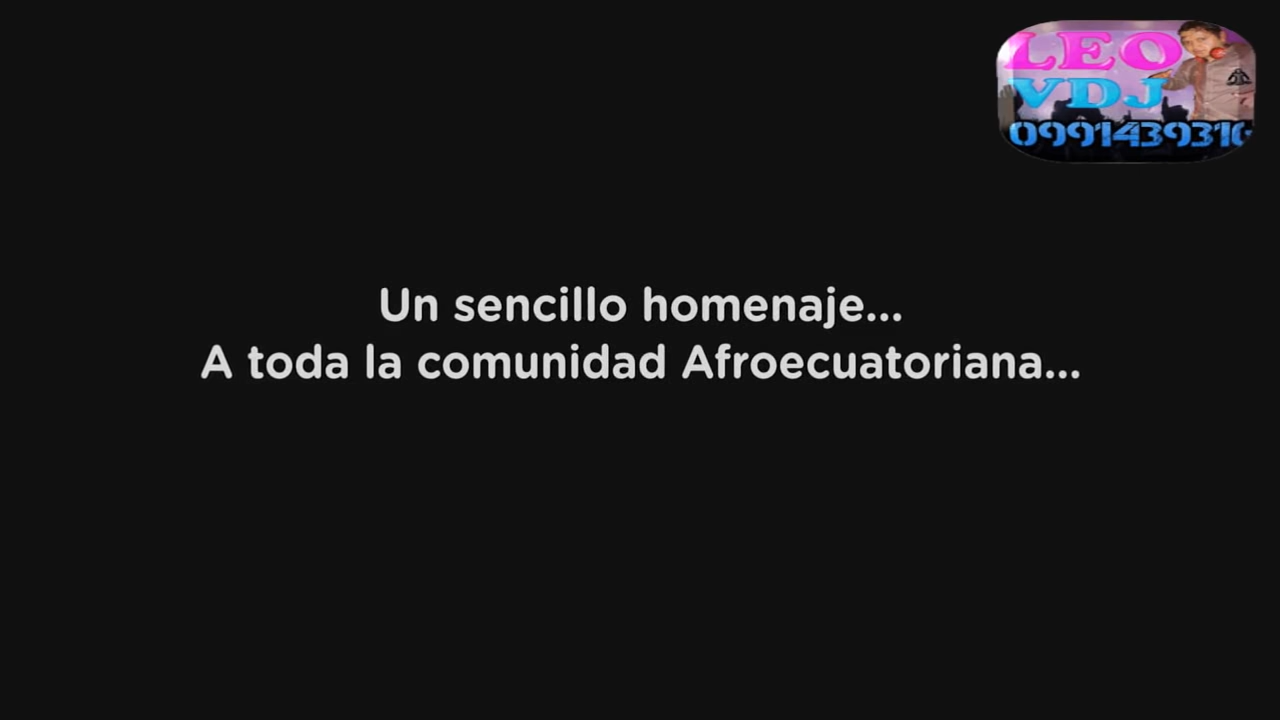 LEO
VDJ
Un sencillo homenaje...
A toda la comunidad Afroecuatoriana...